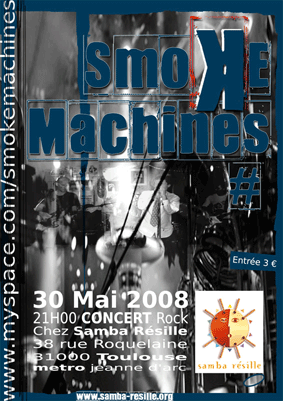 www.myspace.com/smokemachines
SmoKE
Machines
#
Entrée 3 €
30 Mai 2008
21H00 CONCERT Rock
Chez Samba Résille
38 rue Roquelaine
31000 Toulouse
metro jeanne d'arc
samba résille
www.samba-resille.org